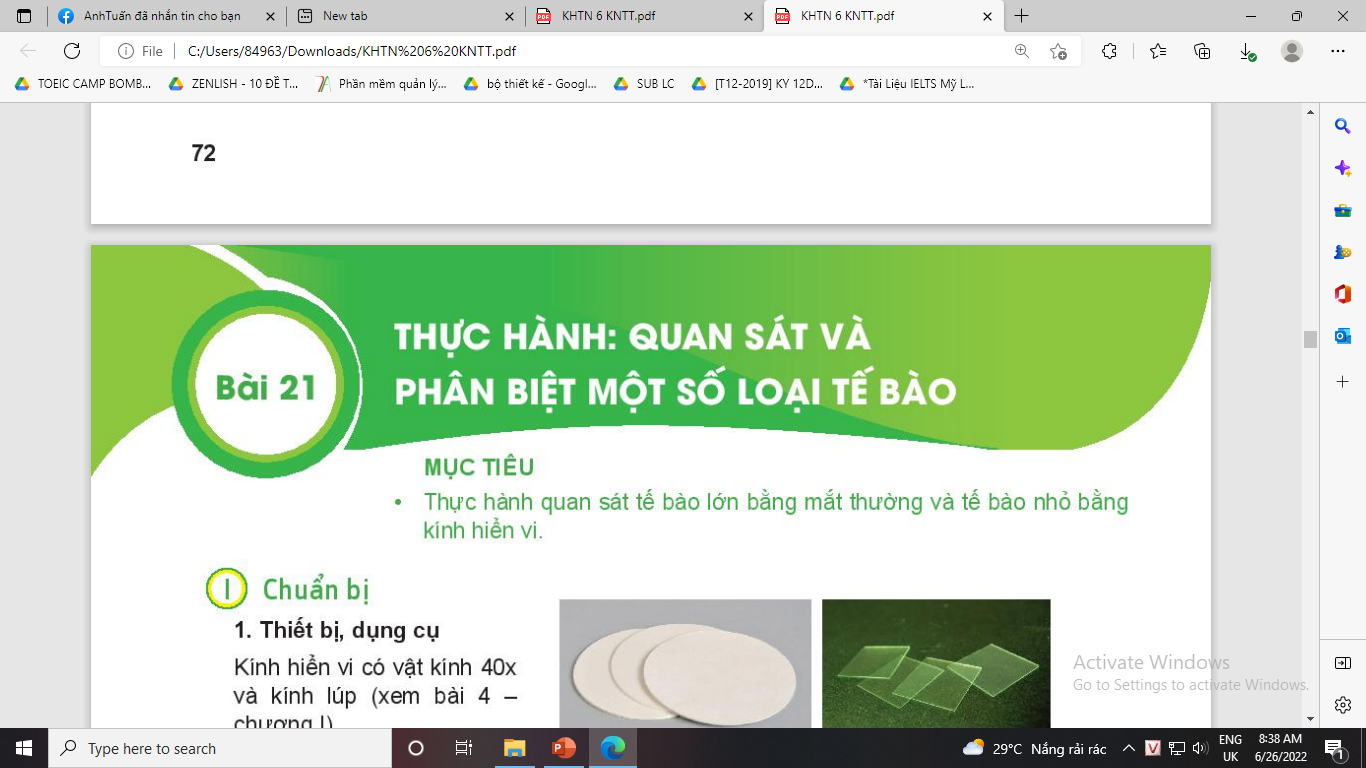 AnhTuấn đã nhắn tin cho bạn
New tab
KHTN 6 KNTT.pdf
KHTN 6 KNTT.pdf
File
C:/Users/84963/Downloads/KHTN%206%20KNTT.pdf
TOEIC CAMP BOMB...
ZENLISH - 10 ĐỀ T...
Phần mềm quản lý...
bộ thiết kế - Googl...
SUB LC
[T12-2019] KY 12D...
*Tài Liệu IELTS Mỹ L...
72
Bài 21
THỰC HÀNH: QUAN SÁT VÀ
PHÂN BIỆT MỘT SỐ LOẠI TẾ BÀO
MỤC TIÊU
• Thực hành quan sát tế bào lớn bằng mắt thường và tế bào nhỏ bằng
kính hiển vi.
I Chuẩn bị
1. Thiết bị, dụng cụ
Kính hiển vi có vật kính 40x
và kính lúp (xem bài 4 –
chương I)
Activate Windows
Go to Settings to activate Windows.
Type here to search
29°C Nắng rải rác
ENG
UK
8:38 AM
6/26/2022
1